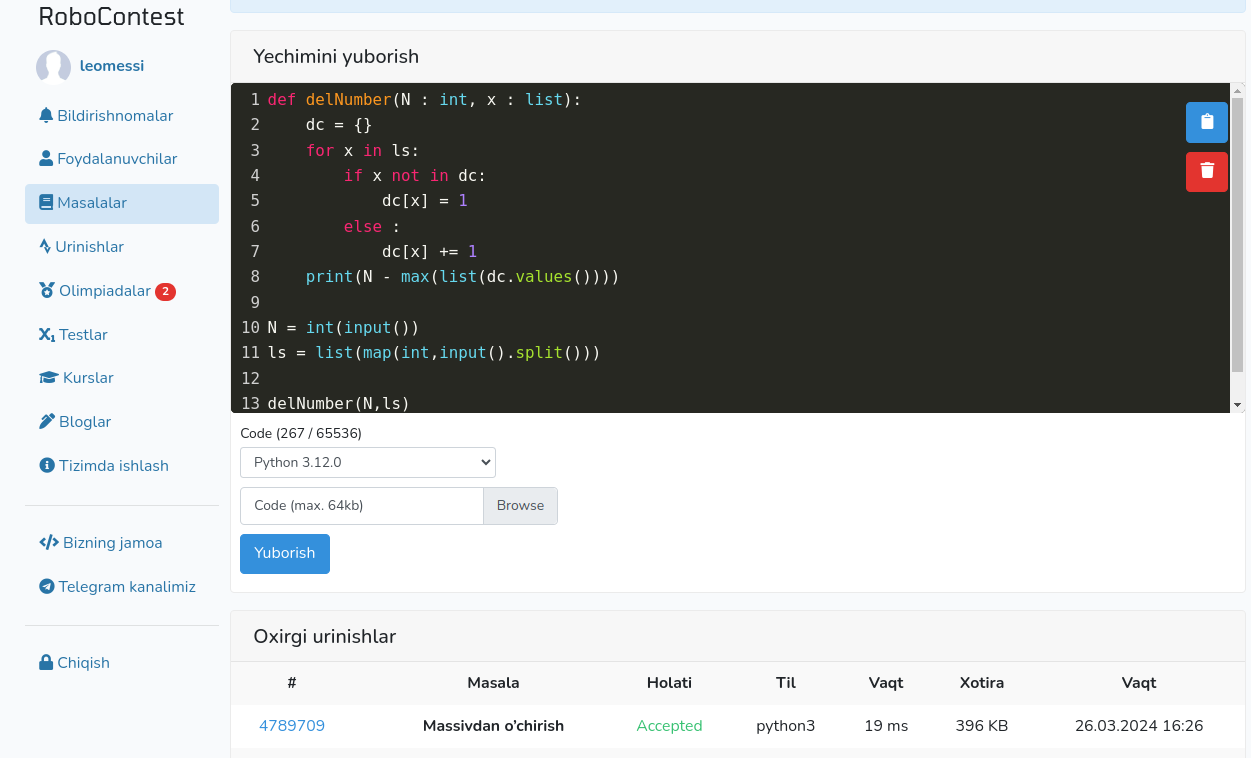 RoboContest
leomessi
Bildirishnomalar
Foydalanuvchilar
Masalalar
Urinishlar
Olimpiadalar 2
Testlar
Kurslar
Bloglar
Tizimda ishlash
Bizning jamoa
Telegram kanalimiz
Chiqish
Yechimini yuborish
1 def delNumber(N : int, x : list):
2     dc = {}
3     for x in ls:
4         if x not in dc:
5             dc[x] = 1
6         else :
7             dc[x] += 1
8     print(N - max(list(dc.values())))
9
10 N = int(input())
11 ls = list(map(int,input().split()))
12
13 delNumber(N,ls)
Code (267 / 65536)
Python 3.12.0
Code (max. 64kb) Browse
Yuborish
Oxirgi urinishlar
# Masala Holati Til Vaqt Xotira Vaqt
4789709 Massivdan o'chirish Accepted python3 19 ms 396 KB 26.03.2024 16:26